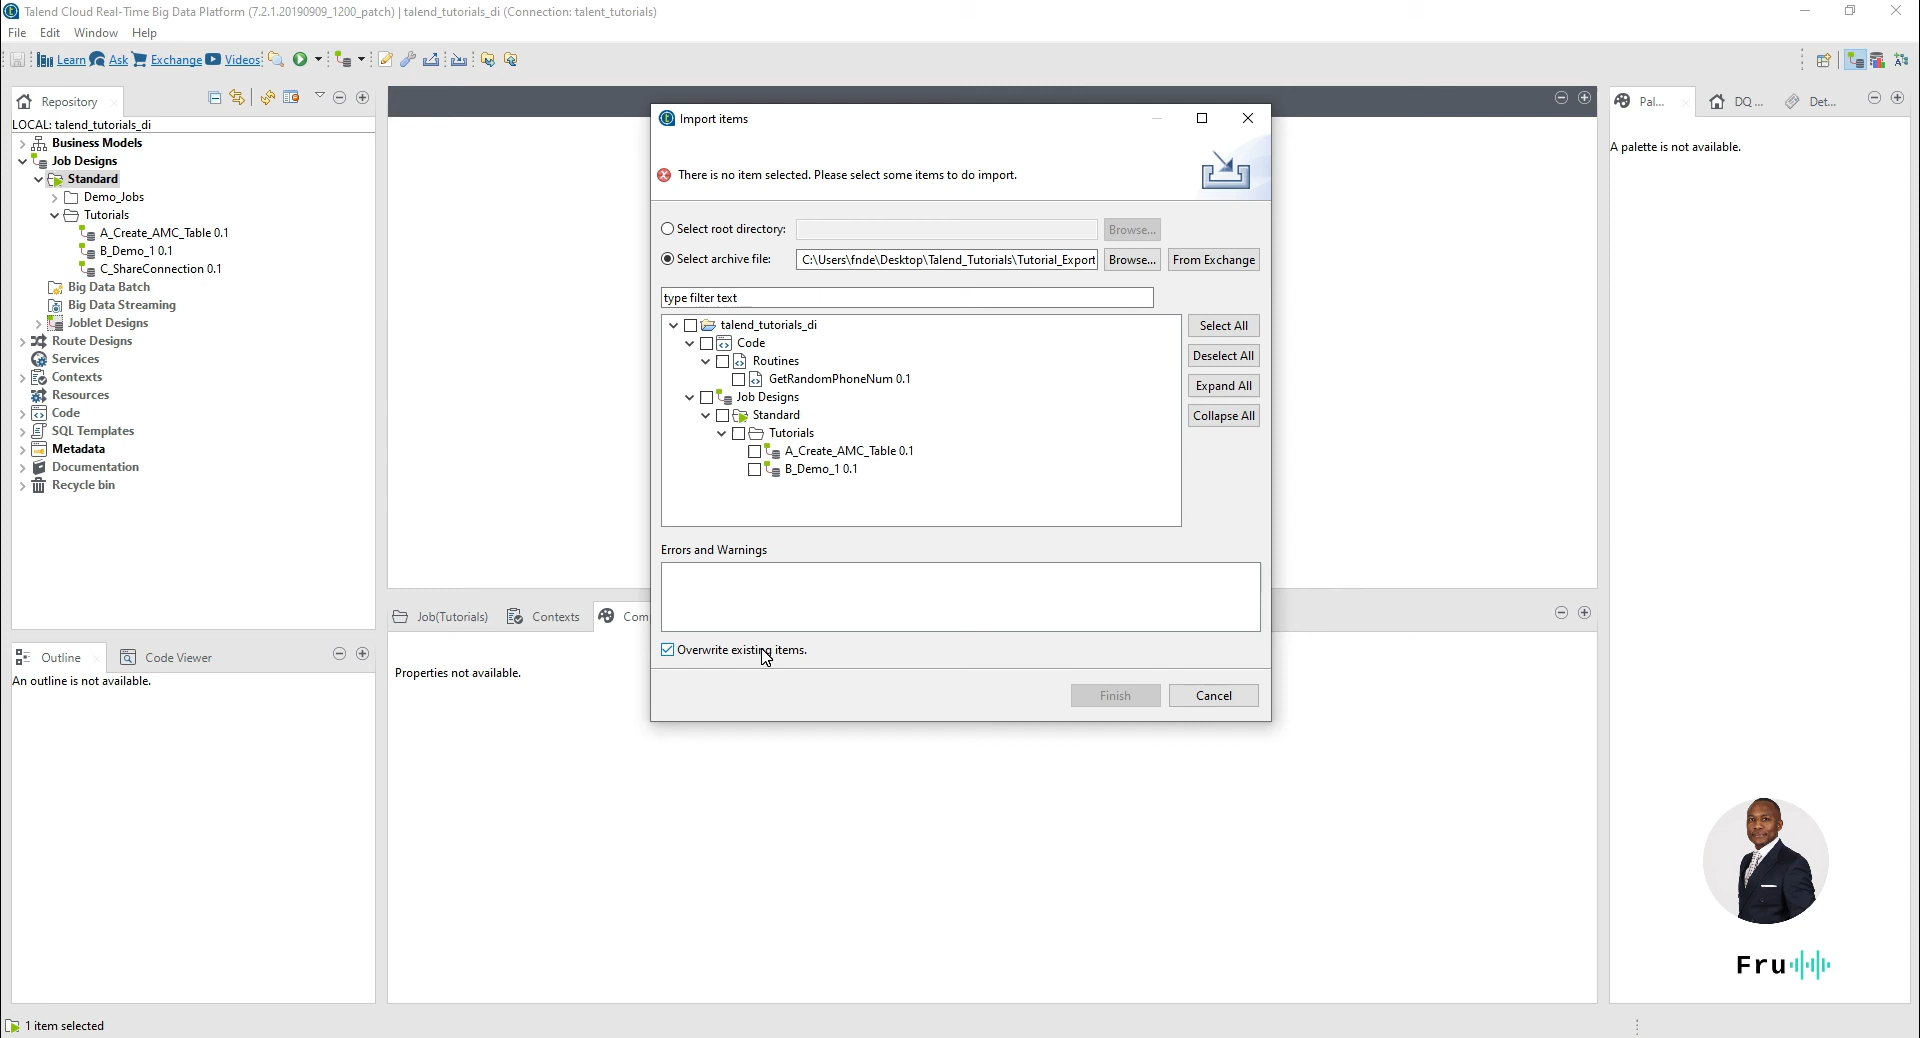 Talend Cloud Real-Time Big Data Platform (7.2.1.20190909_1200_patch) | talend_tutorials_di (Connection: talent_tutorials)
File Edit Window Help
Learn Ask Exchange Videos
Repository
LOCAL: talend_tutorials_di
Business Models
Job Designs
Standard
Demo_Jobs
Tutorials
A_Create_AMC_Table 0.1
B_Demo_1 0.1
C_ShareConnection 0.1
Big Data Batch
Big Data Streaming
Joblet Designs
Route Designs
Services
Contexts
Resources
Code
SQL Templates
Metadata
Documentation
Recycle bin
Outline Code Viewer
An outline is not available.
Job(Tutorials) Contexts Com
Properties not available.
Import items
There is no item selected. Please select some items to do import.
Select root directory: Browse...
Select archive file: C:\Users\fnde\Desktop\Talend_Tutorials\Tutorial_Export Browse... From Exchange
type filter text
talend_tutorials_di
Code
Routines
GetRandomPhoneNum 0.1
Job Designs
Standard
Tutorials
A_Create_AMC_Table 0.1
B_Demo_1 0.1
Select All
Deselect All
Expand All
Collapse All
Errors and Warnings
Overwrite existing items.
Finish Cancel
Pal... DQ ... Det...
A palette is not available.
Fru
1 item selected